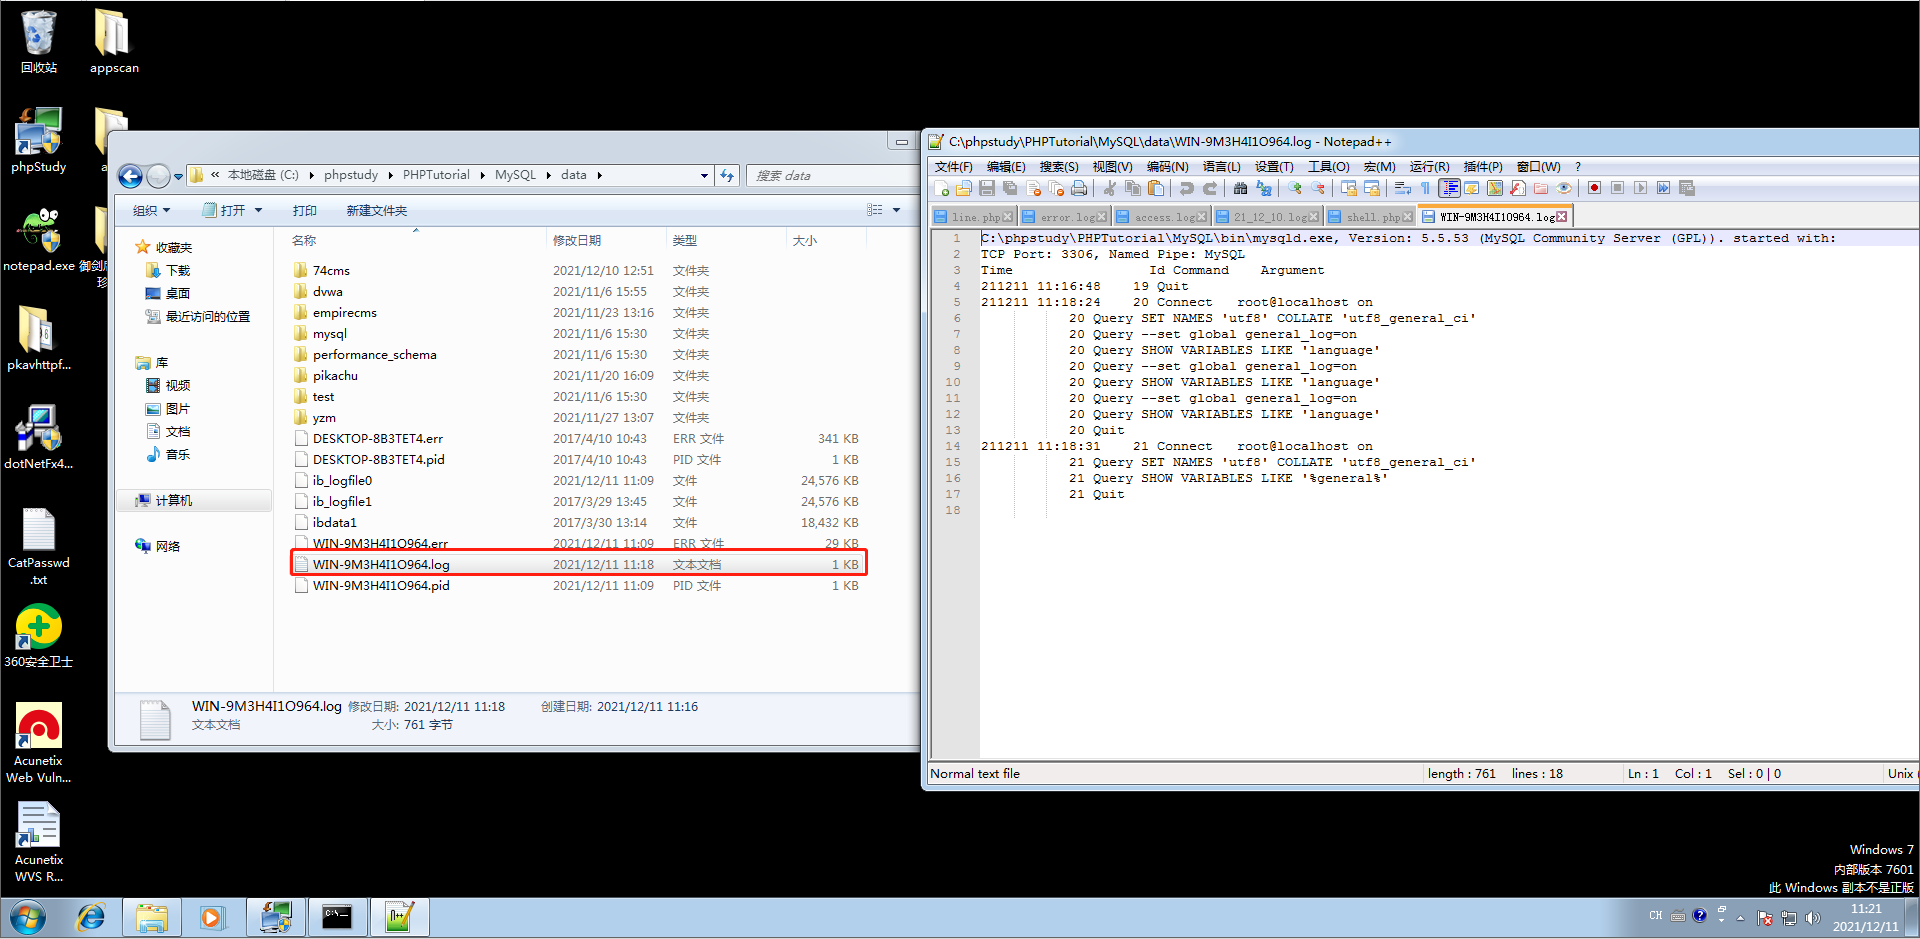 回收站
appscan
phpStudy
notepad.exe
pkavhttpf...
dotNetFx4...
CatPasswd
.txt
360安全卫士
Acunetix
Web Vuln...
Acunetix
WVS R...
« 本地磁盘 (C:) phpstudy PHPTutorial MySQL data
搜索 data
组织 打开 打印 新建文件夹
收藏夹
下载
桌面
最近访问的位置
库
视频
图片
文档
音乐
计算机
网络
名称 修改日期 类型 大小
74cms 2021/12/10 12:51 文件夹
dvwa 2021/11/6 15:55 文件夹
empirecms 2021/11/23 13:16 文件夹
mysql 2021/11/6 15:30 文件夹
performance_schema 2021/11/6 15:30 文件夹
pikachu 2021/11/20 16:09 文件夹
test 2021/11/6 15:30 文件夹
yzm 2021/11/27 13:07 文件夹
DESKTOP-8B3TET4.err 2017/4/10 10:43 ERR 文件 341 KB
DESKTOP-8B3TET4.pid 2017/4/10 10:43 PID 文件 1 KB
ib_logfile0 2021/12/11 11:09 文件 24,576 KB
ib_logfile1 2017/3/29 13:45 文件 24,576 KB
ibdata1 2017/3/30 13:14 文件 18,432 KB
WIN-9M3H4I1O964.err 2021/12/11 11:09 ERR 文件 29 KB
WIN-9M3H4I1O964.log 2021/12/11 11:18 文本文档 1 KB
WIN-9M3H4I1O964.pid 2021/12/11 11:09 PID 文件 1 KB
WIN-9M3H4I1O964.log 修改日期: 2021/12/11 11:18 创建日期: 2021/12/11 11:16
文本文档 大小: 761 字节
C:\phpstudy\PHPTutorial\MySQL\data\WIN-9M3H4I1O964.log - Notepad++
文件(F) 编辑(E) 搜索(S) 视图(V) 编码(N) 语言(L) 设置(T) 工具(O) 宏(M) 运行(R) 插件(P) 窗口(W) ?
line.php error.log access.log 21_12_10.log shell.php WIN-9M3H4I1O964.log
1 C:\phpstudy\PHPTutorial\MySQL\bin\mysqld.exe, Version: 5.5.53 (MySQL Community Server (GPL)). started with:
2 TCP Port: 3306, Named Pipe: MySQL
3 Time Id Command Argument
4 211211 11:16:48 19 Quit
5 211211 11:18:24 20 Connect root@localhost on
6 20 Query SET NAMES 'utf8' COLLATE 'utf8_general_ci'
7 20 Query --set global general_log=on
8 20 Query SHOW VARIABLES LIKE 'language'
9 20 Query --set global general_log=on
10 20 Query SHOW VARIABLES LIKE 'language'
11 20 Query --set global general_log=on
12 20 Query SHOW VARIABLES LIKE 'language'
13 20 Quit
14 211211 11:18:31 21 Connect root@localhost on
15 21 Query SET NAMES 'utf8' COLLATE 'utf8_general_ci'
16 21 Query SHOW VARIABLES LIKE '%general%'
17 21 Quit
18
Normal text file length : 761 lines : 18 Ln : 1 Col : 1 Sel : 0 | 0 Unix
Windows 7
内部版本 7601
此 Windows 副本不是正版
CH
11:21
2021/12/11